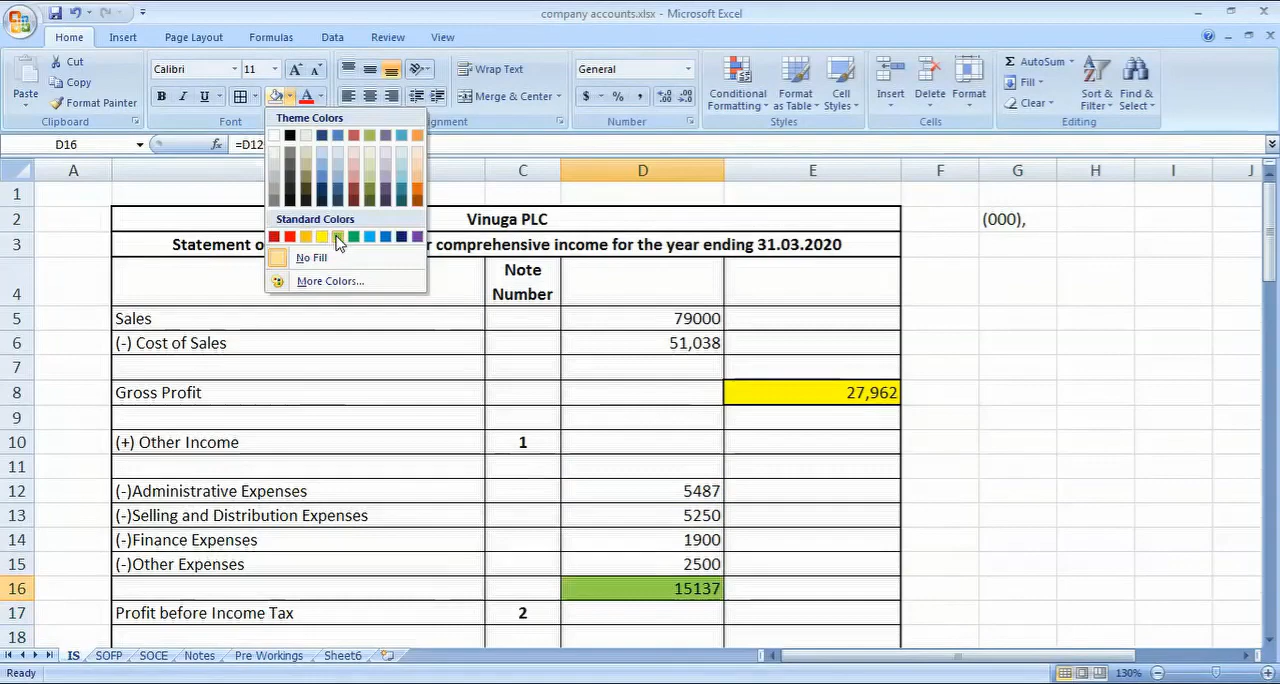 company accounts.xlsx - Microsoft Excel
Home Insert Page Layout Formulas Data Review View
Paste
Cut
Copy
Format Painter
Clipboard
Calibri 11
B I U A
Font
Wrap Text
Merge & Center
gnment
General
$ % ,
Number
Conditional Formatting
Format as Table
Cell Styles
Styles
Insert Delete Format
Cells
Σ AutoSum
Fill
Clear
Sort & Filter
Find & Select
Editing
D16 fx =D12
Theme Colors
Standard Colors
No Fill
More Colors...
A C D E F G H I J
1
2 Vinuga PLC (000),
3 Statement o r comprehensive income for the year ending 31.03.2020
4 Note Number
5 Sales 79000
6 (-) Cost of Sales 51,038
7
8 Gross Profit 27,962
9
10 (+) Other Income 1
11
12 (-)Administrative Expenses 5487
13 (-)Selling and Distribution Expenses 5250
14 (-)Finance Expenses 1900
15 (-)Other Expenses 2500
16 15137
17 Profit before Income Tax 2
18
IS SOFP SOCE Notes Pre Workings Sheet6
Ready 130%